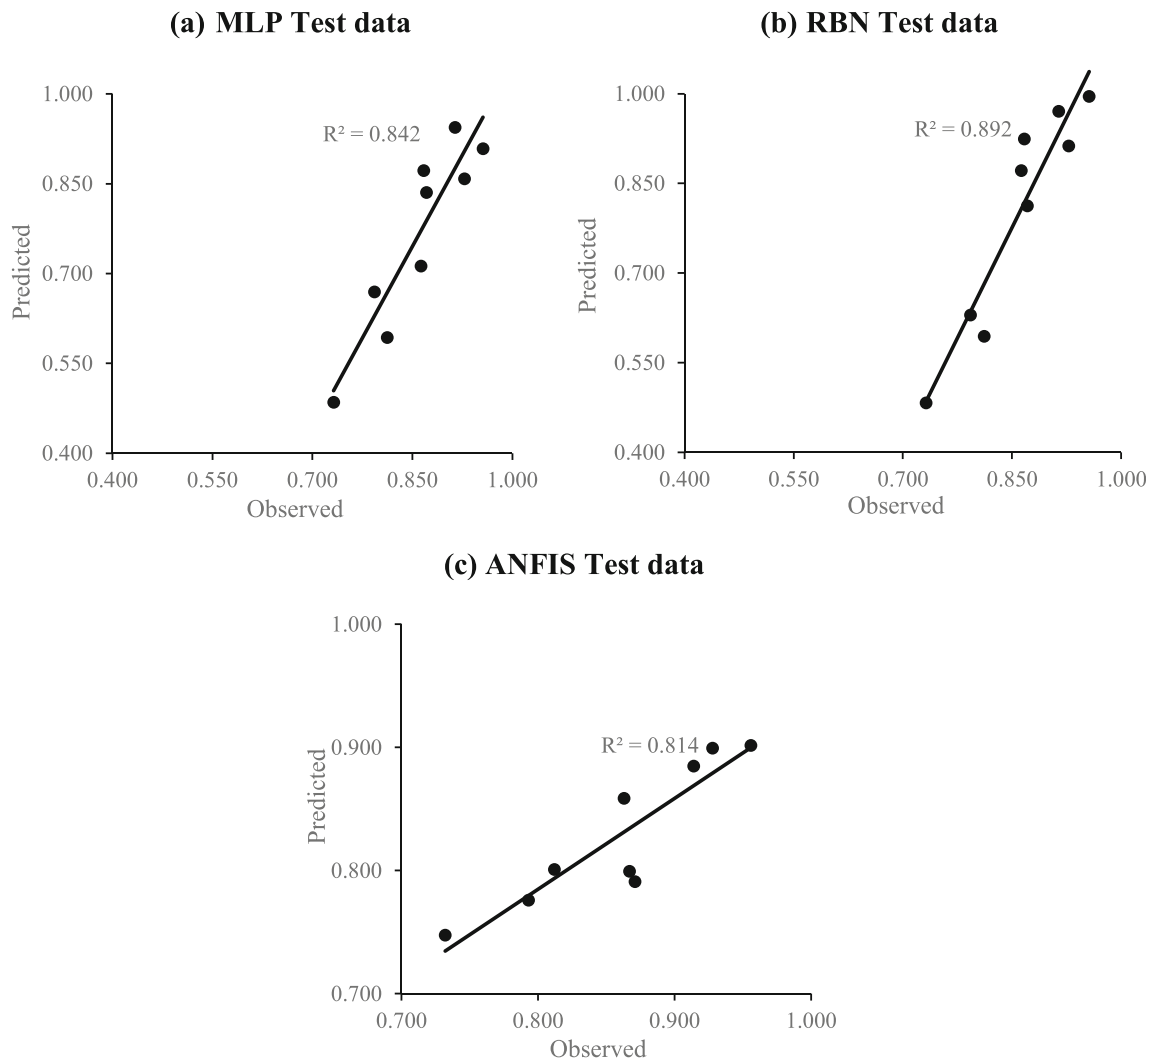 (a) MLP Test data
1.000
0.850
0.700
0.550
0.400
Predicted
R² = 0.842
0.400 0.550 0.700 0.850 1.000
Observed
(b) RBN Test data
1.000
0.850
0.700
0.550
0.400
Predicted
R² = 0.892
0.400 0.550 0.700 0.850 1.000
Observed
(c) ANFIS Test data
1.000
0.900
0.800
0.700
Predicted
R² = 0.814
0.700 0.800 0.900 1.000
Observed